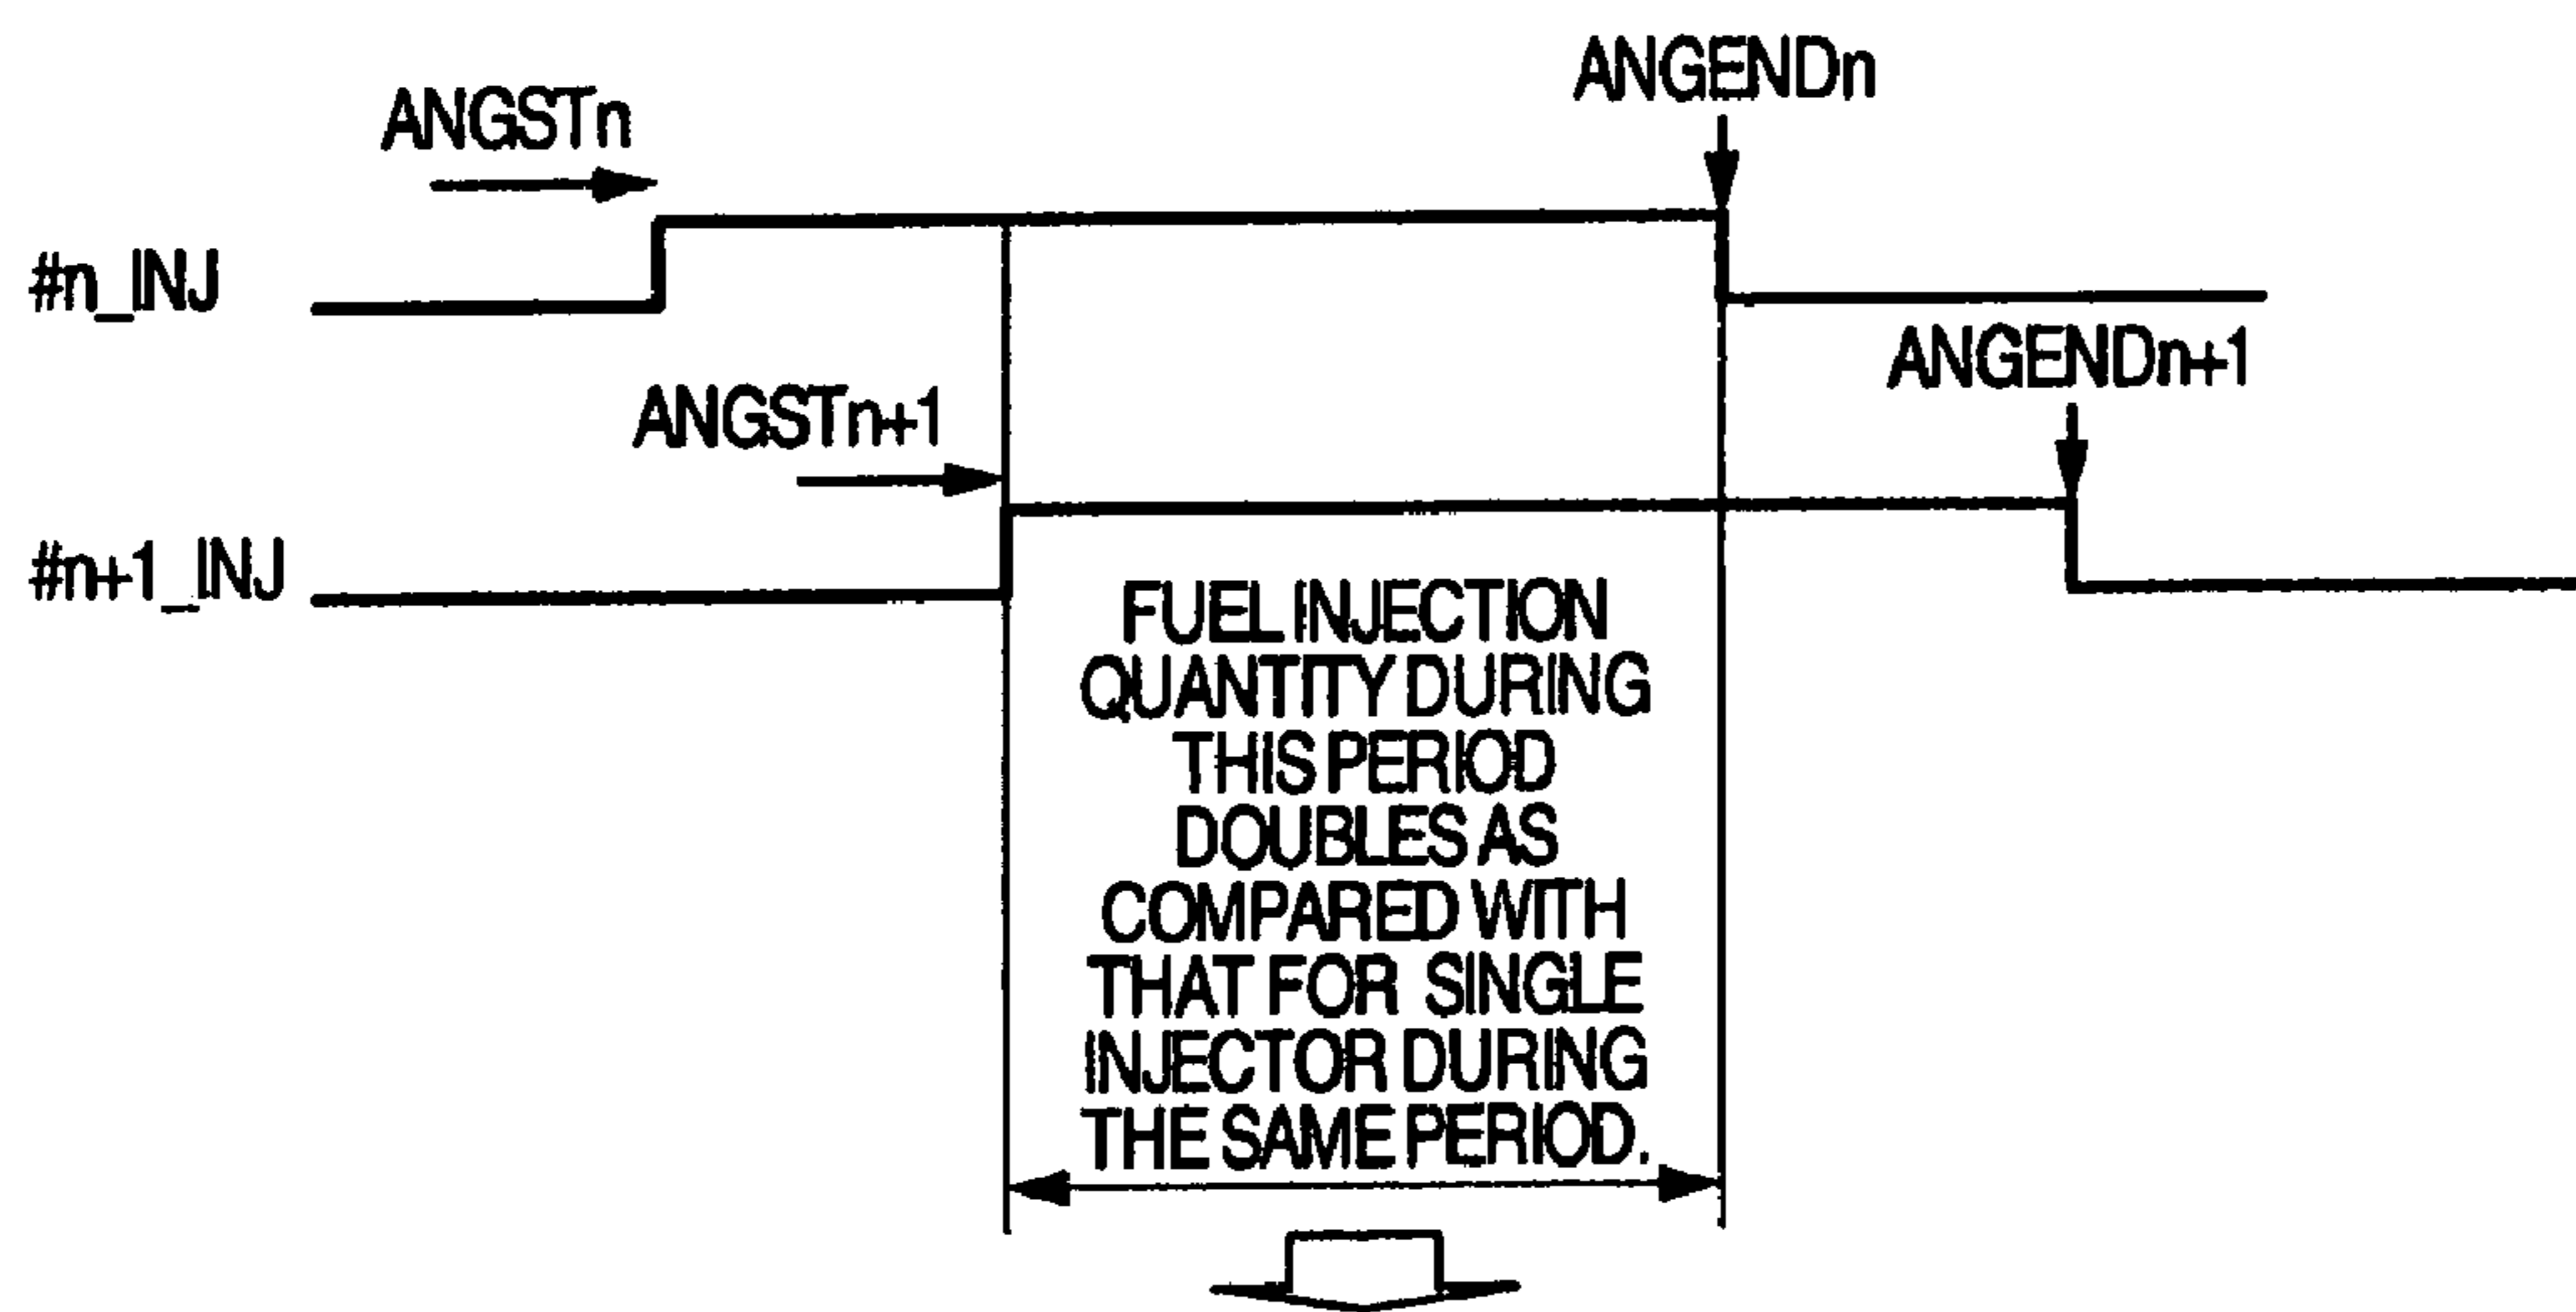 ANGENDn
ANGSTn
#n_INJ
ANGENDn+1
ANGSTn+1
#n+1_INJ
FUEL INJECTION
QUANTITY DURING
THIS PERIOD
DOUBLES AS
COMPARED WITH
THAT FOR SINGLE
INJECTOR DURING
THE SAME PERIOD.